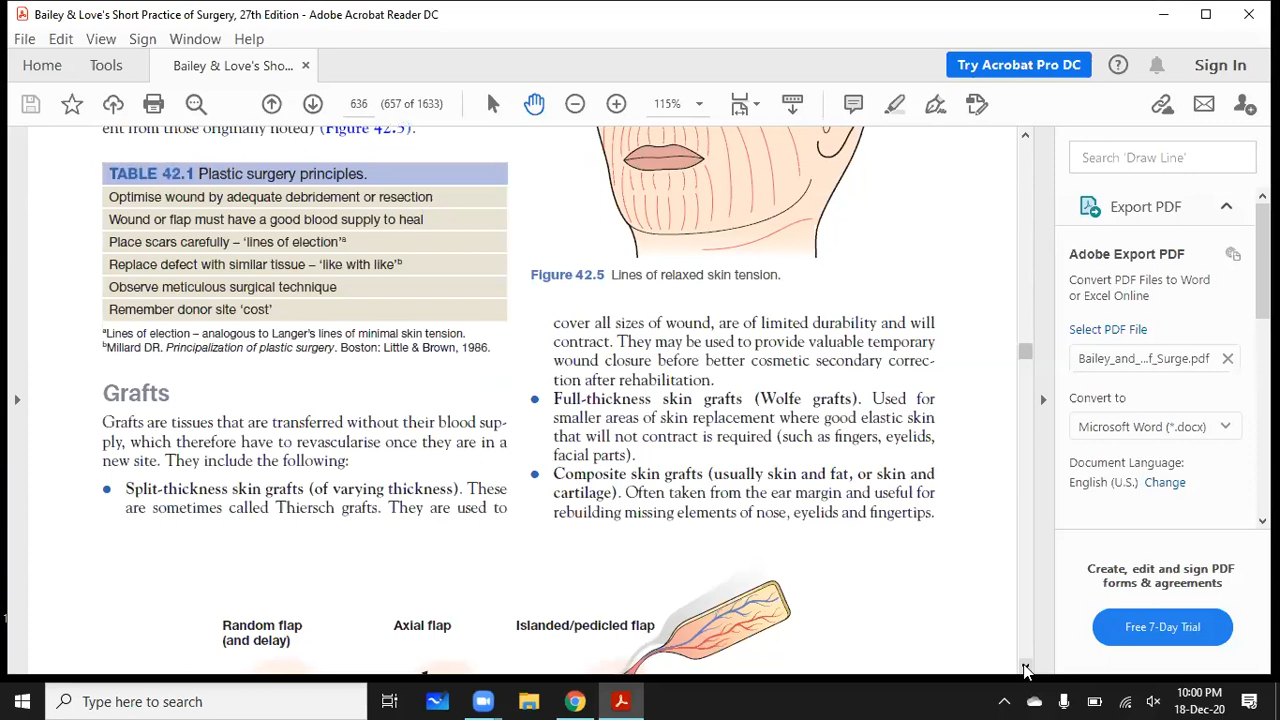 Bailey & Love's Short Practice of Surgery, 27th Edition - Adobe Acrobat Reader DC
File Edit View Sign Window Help
Home Tools Bailey & Love's Sho... × Try Acrobat Pro DC Sign In
636 (657 of 1633) 115%
ent from those originally noted) (Figure 42.5).
TABLE 42.1 Plastic surgery principles.
Optimise wound by adequate debridement or resection
Wound or flap must have a good blood supply to heal
Place scars carefully – 'lines of election'a
Replace defect with similar tissue – 'like with like'b
Observe meticulous surgical technique
Remember donor site 'cost'
aLines of election – analogous to Langer's lines of minimal skin tension.
bMillard DR. Principalization of plastic surgery. Boston: Little & Brown, 1986.
Grafts
Grafts are tissues that are transferred without their blood sup-
ply, which therefore have to revascularise once they are in a
new site. They include the following:
● Split-thickness skin grafts (of varying thickness). These
are sometimes called Thiersch grafts. They are used to
Figure 42.5 Lines of relaxed skin tension.
cover all sizes of wound, are of limited durability and will
contract. They may be used to provide valuable temporary
wound closure before better cosmetic secondary correc-
tion after rehabilitation.
● Full-thickness skin grafts (Wolfe grafts). Used for
smaller areas of skin replacement where good elastic skin
that will not contract is required (such as fingers, eyelids,
facial parts).
● Composite skin grafts (usually skin and fat, or skin and
cartilage). Often taken from the ear margin and useful for
rebuilding missing elements of nose, eyelids and fingertips.
Random flap
(and delay)
Axial flap
Islanded/pedicled flap
Search 'Draw Line'
Export PDF
Adobe Export PDF
Convert PDF Files to Word
or Excel Online
Select PDF File
Bailey_and_...f_Surge.pdf
Convert to
Microsoft Word (*.docx)
Document Language:
English (U.S.) Change
Create, edit and sign PDF
forms & agreements
Free 7-Day Trial
Type here to search
10:00 PM
18-Dec-20